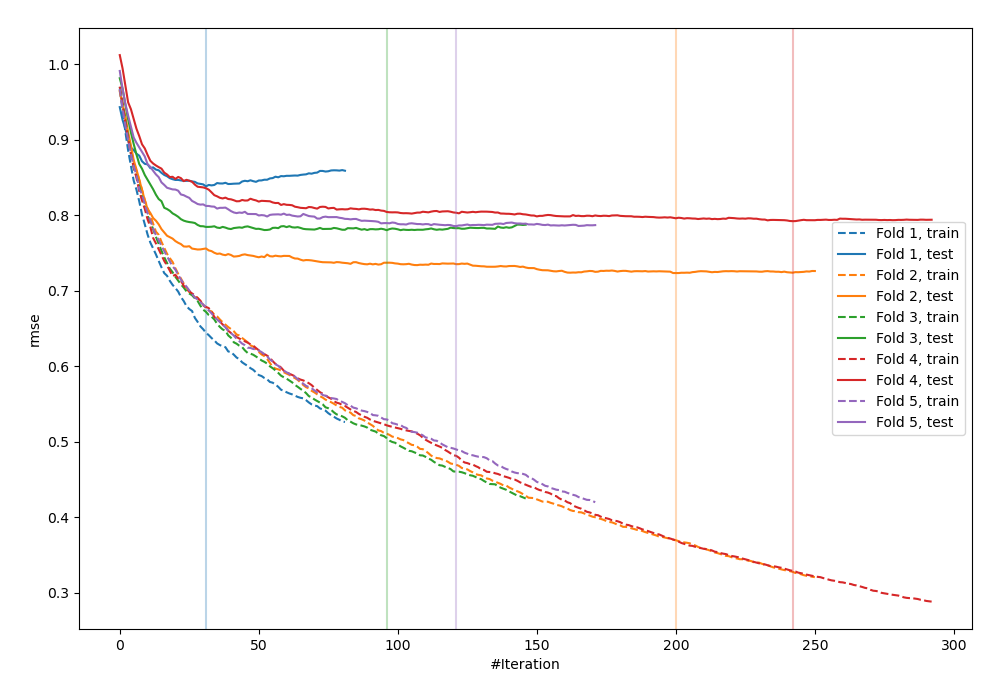 1.0
0.9
0.8
0.7
0.6
0.5
0.4
0.3
rmse
Fold 1, train
Fold 1, test
Fold 2, train
Fold 2, test
Fold 3, train
Fold 3, test
Fold 4, train
Fold 4, test
Fold 5, train
Fold 5, test
0 50 100 150 200 250 300
#Iteration